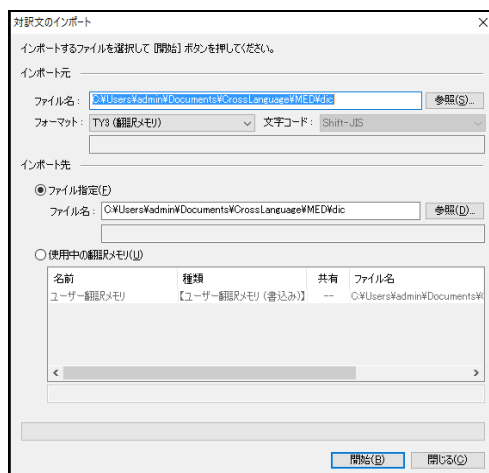 対訳文のインポート
インポートするファイルを選択して [開始] ボタンを押してください。
インポート元
ファイル名: C:¥Users¥admin¥Documents¥CrossLanguage¥MED¥dic 参照(S)...
フォーマット: TY3 (翻訳メモリ) 文字コード: Shift-JIS
インポート先
ファイル指定(F)
ファイル名: C:¥Users¥admin¥Documents¥CrossLanguage¥MED¥dic 参照(D)...
使用中の翻訳メモリ(U)
名前 種類 共有 ファイル名
ユーザー翻訳メモリ 【ユーザー翻訳メモリ (書込み)】 -- C:¥Users¥admin¥Documents¥
開始(B) 閉じる(C)